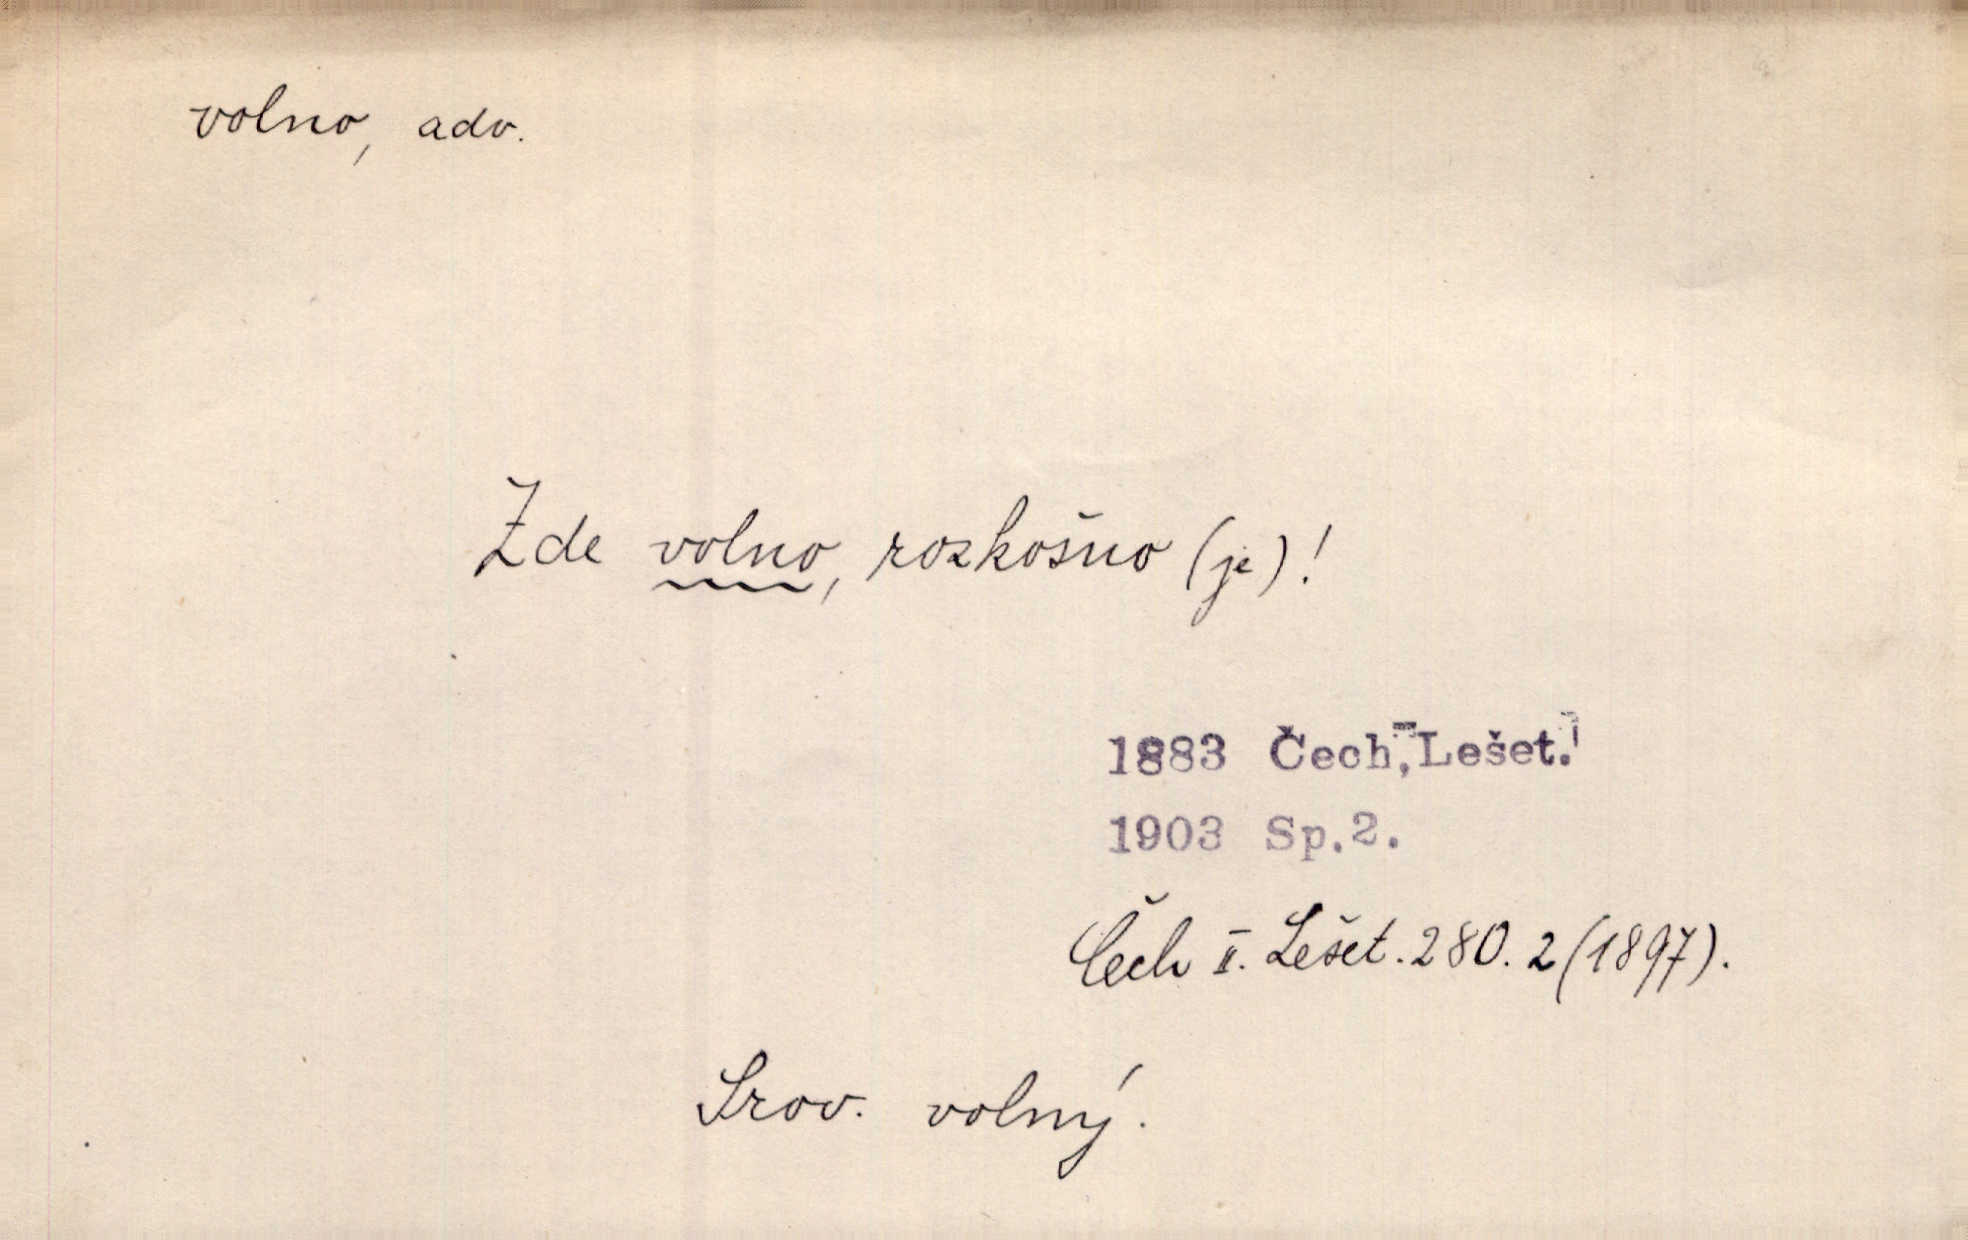 volno, adv.
Zde volno, rozkošno (je)!
1883 Čech, Lešet.
1903 Sp.2.
Čech II. Lešet. 280. 2 (1897).
Srov. volný.